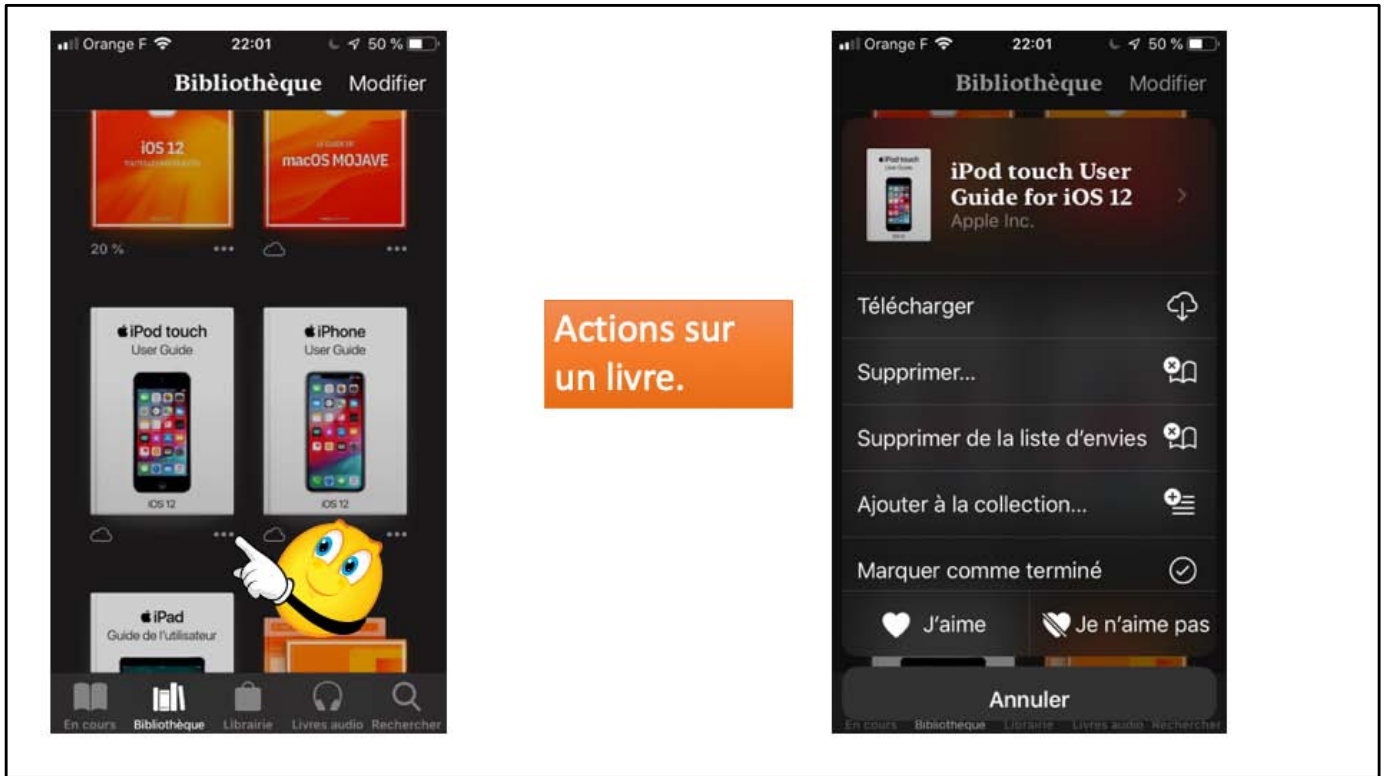 Orange F 22:01 50 %
Bibliothèque Modifier
iOS 12
macOS MOJAVE
20 % •••
•••
iPod touch
User Guide
iOS 12
•••
iPhone
User Guide
iOS 12
•••
iPad
Guide de l'utilisateur
En cours Bibliothèque Librairie Livres audio Rechercher
Actions sur
un livre.
Orange F 22:01 50 %
Bibliothèque Modifier
iPod touch
User Guide
iPod touch User
Guide for iOS 12
Apple Inc.
Télécharger
Supprimer...
Supprimer de la liste d'envies
Ajouter à la collection...
Marquer comme terminé
J'aime Je n'aime pas
Annuler
En cours Bibliothèque Librairie Livres audio Rechercher